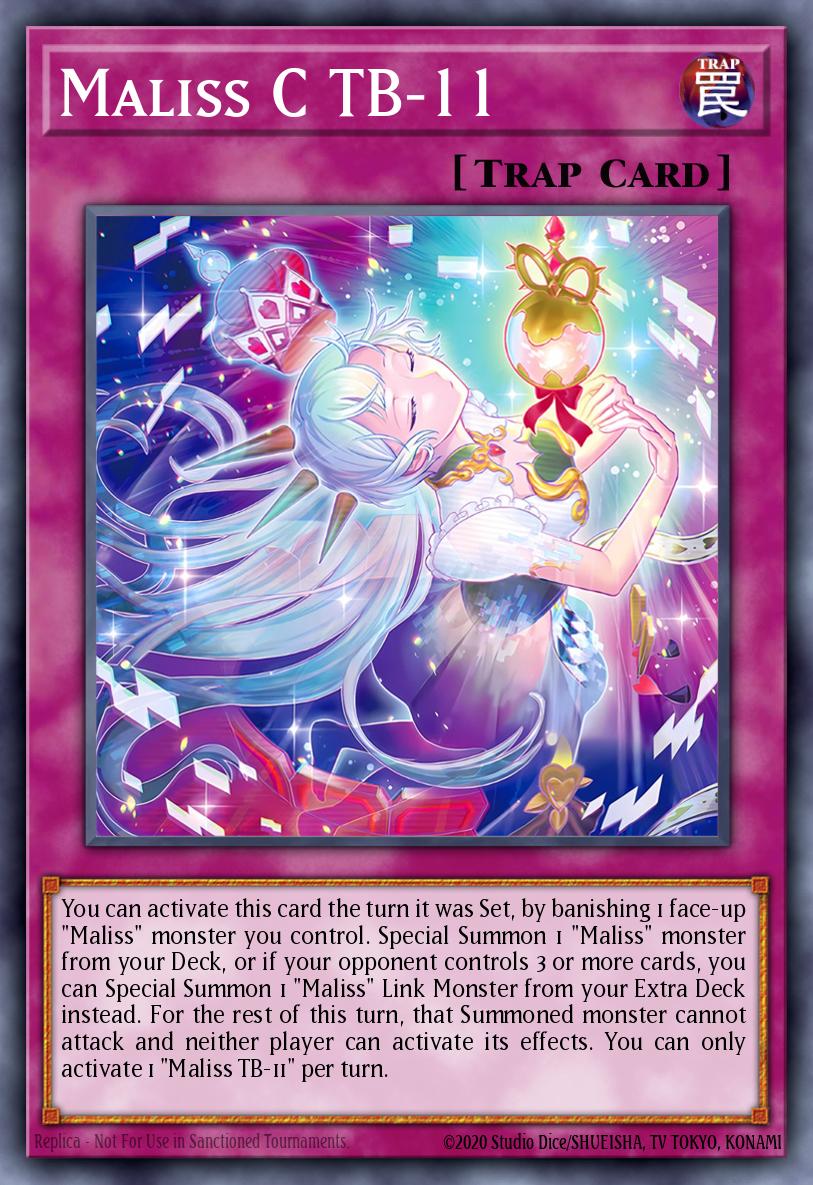 Maliss C TB-11
TRAP
罠
[Trap Card]
You can activate this card the turn it was Set, by banishing 1 face-up
"Maliss" monster you control. Special Summon 1 "Maliss" monster
from your Deck, or if your opponent controls 3 or more cards, you
can Special Summon 1 "Maliss" Link Monster from your Extra Deck
instead. For the rest of this turn, that Summoned monster cannot
attack and neither player can activate its effects. You can only
activate 1 "Maliss TB-11" per turn.
Replica - Not For Use in Sanctioned Tournaments.
©2020 Studio Dice/SHUEISHA, TV TOKYO, KONAMI